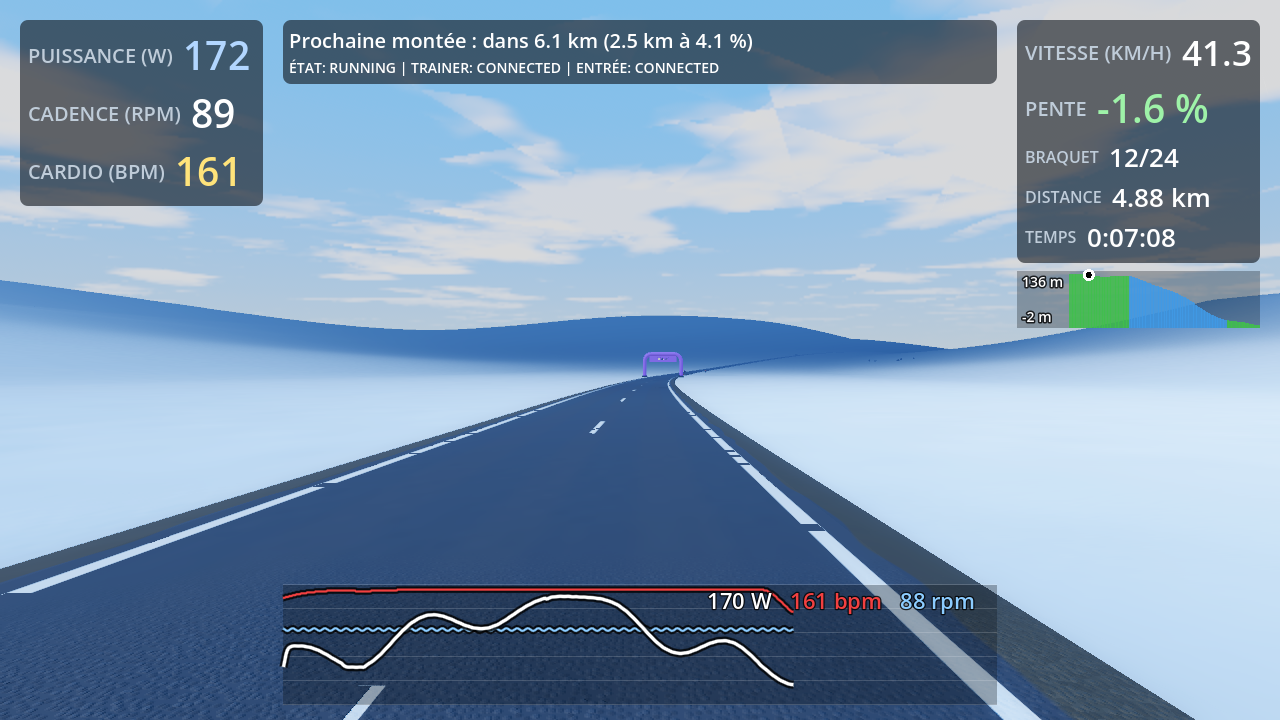 PUISSANCE (W) 172
CADENCE (RPM) 89
CARDIO (BPM) 161
Prochaine montée : dans 6.1 km (2.5 km à 4.1 %)
ÉTAT: RUNNING | TRAINER: CONNECTED | ENTRÉE: CONNECTED
VITESSE (KM/H) 41.3
PENTE -1.6 %
BRAQUET 12/24
DISTANCE 4.88 km
TEMPS 0:07:08
136 m
-2 m
170 W 161 bpm 88 rpm